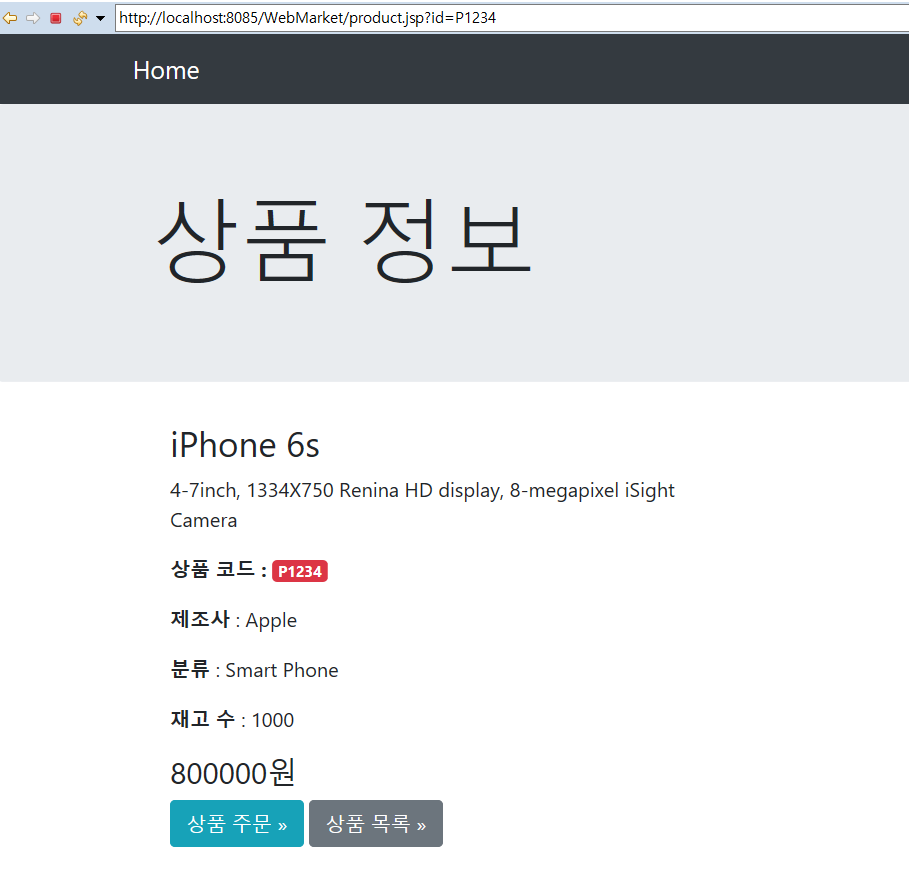 http://localhost:8085/WebMarket/product.jsp?id=P1234
Home
상품 정보
iPhone 6s
4-7inch, 1334X750 Renina HD display, 8-megapixel iSight
Camera
상품 코드 : P1234
제조사 : Apple
분류 : Smart Phone
재고 수 : 1000
800000원
상품 주문 » 상품 목록 »